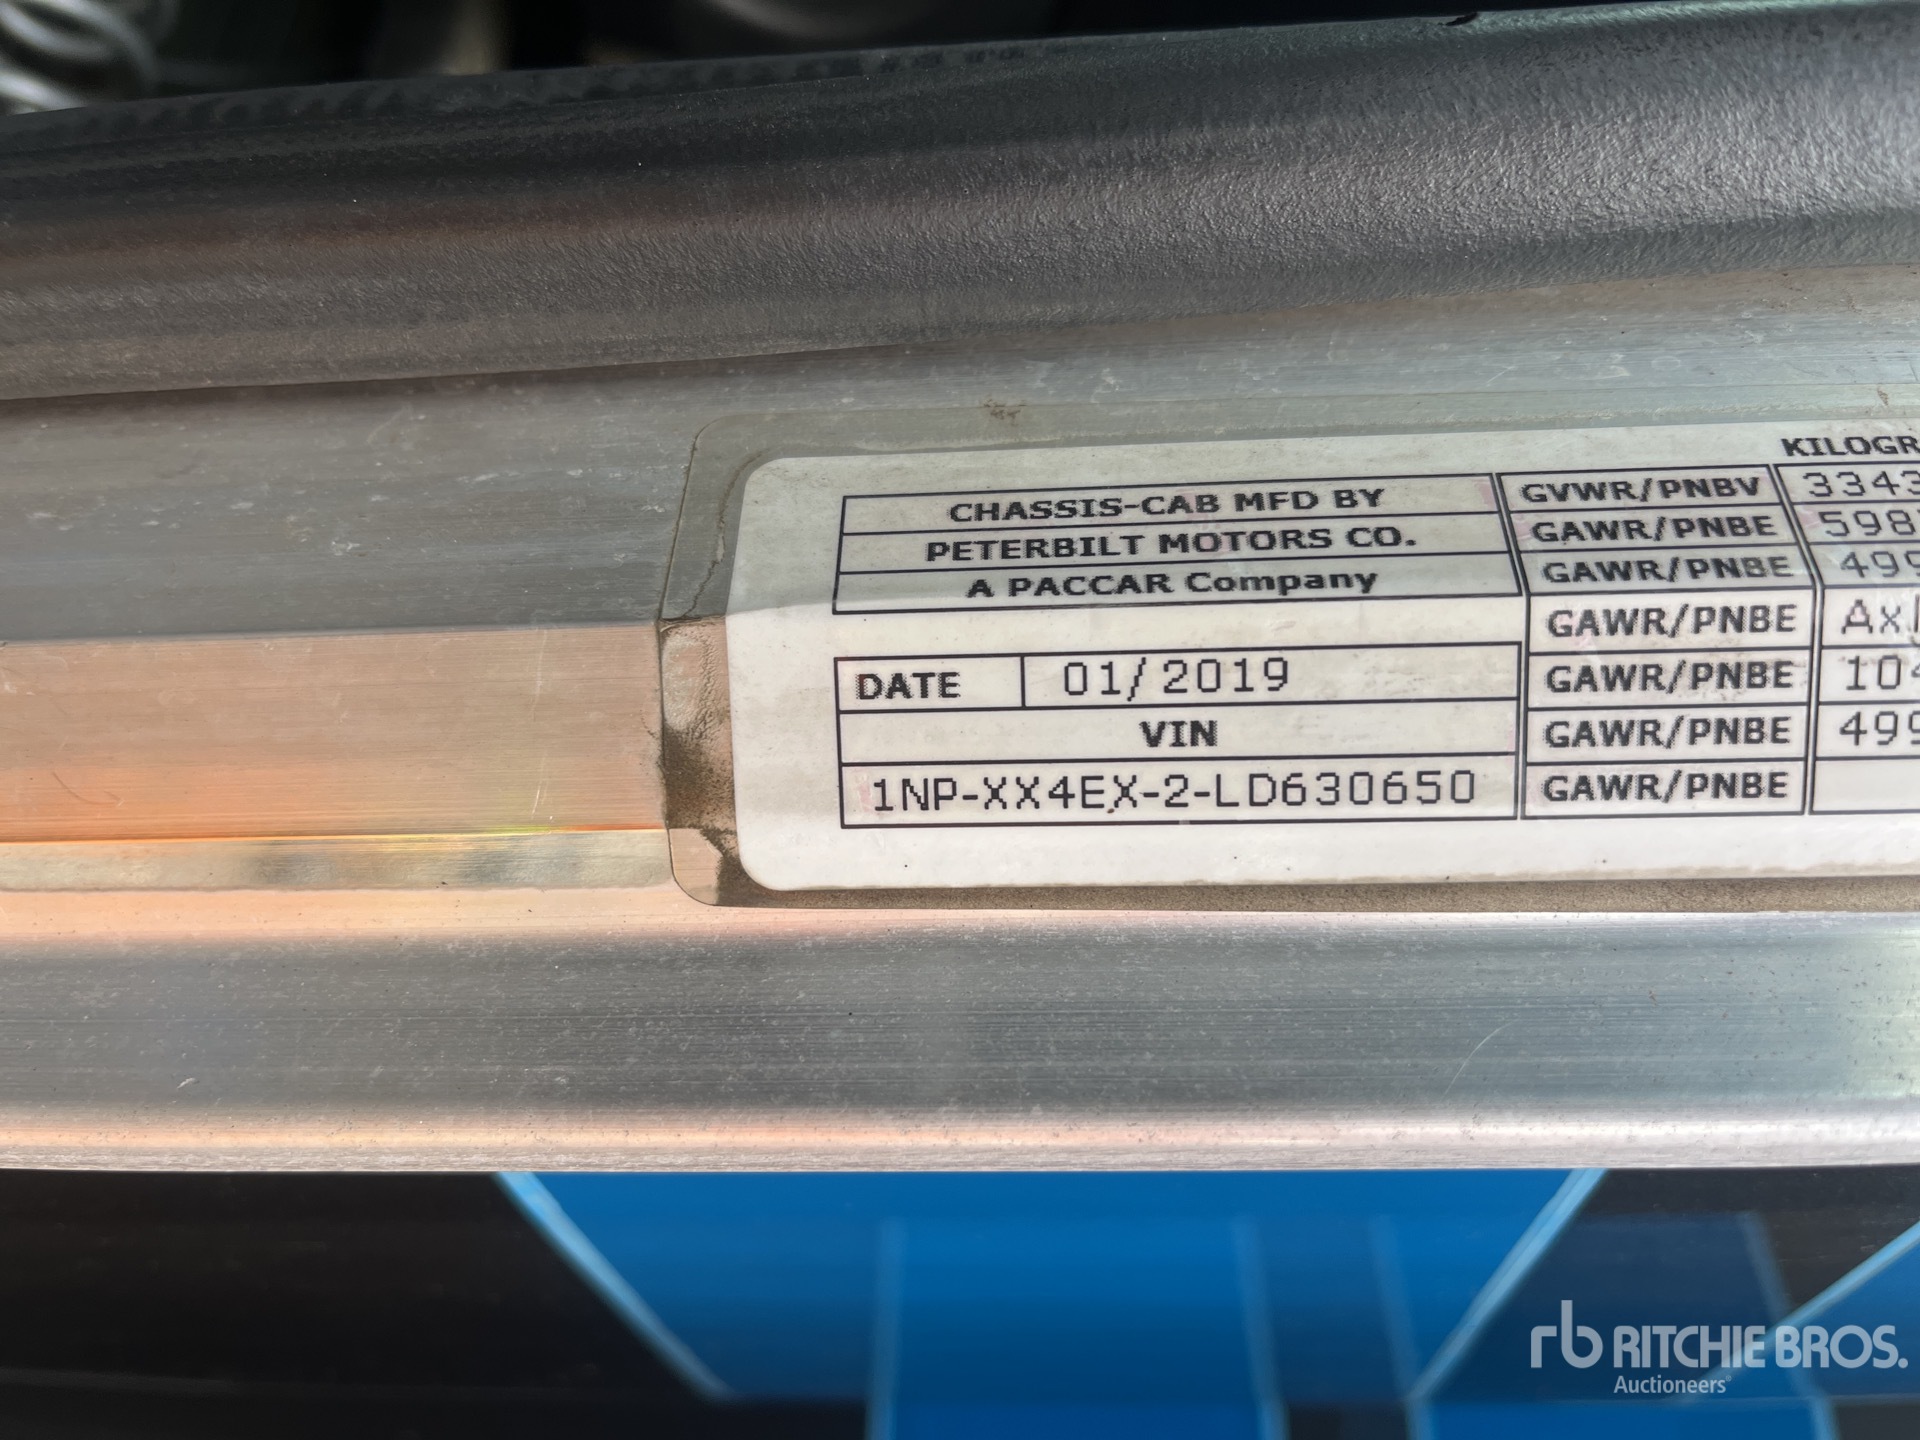 KILOGR
CHASSIS-CAB MFD BY
PETERBILT MOTORS CO.
A PACCAR Company
DATE 01/2019
VIN
1NP-XX4EX-2-LD630650
GVWR/PNBV 3343
GAWR/PNBE 598
GAWR/PNBE 499
GAWR/PNBE Ax
GAWR/PNBE 104
GAWR/PNBE 499
GAWR/PNBE
rb RITCHIE BROS.
Auctioneers